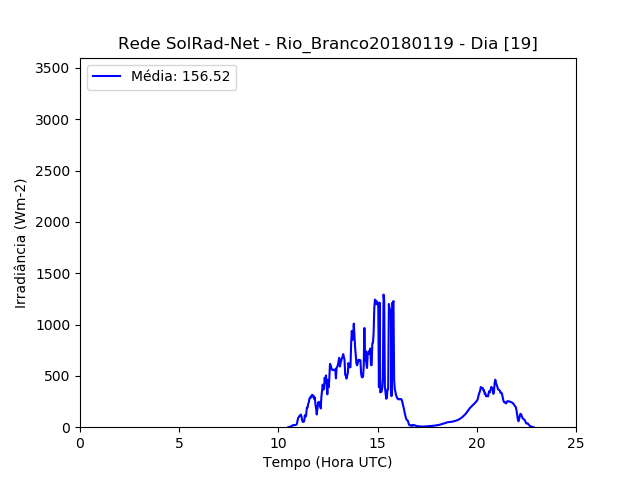 Rede SolRad-Net - Rio_Branco20180119 - Dia [19]
Média: 156.52
Irradiância (Wm-2)
3500
3000
2500
2000
1500
1000
500
0
0 5 10 15 20 25
Tempo (Hora UTC)